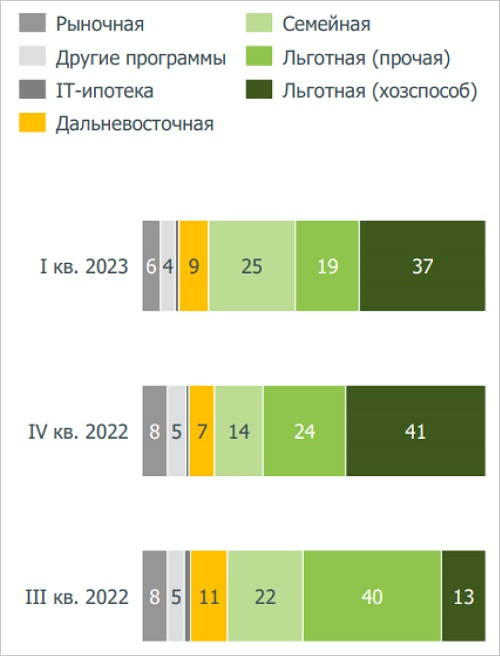 Рыночная
Семейная
Другие программы
Льготная (прочая)
IT-ипотека
Льготная (хозспособ)
Дальневосточная
I кв. 2023 6 4 9 25 19 37
IV кв. 2022 8 5 7 14 24 41
III кв. 2022 8 5 11 22 40 13